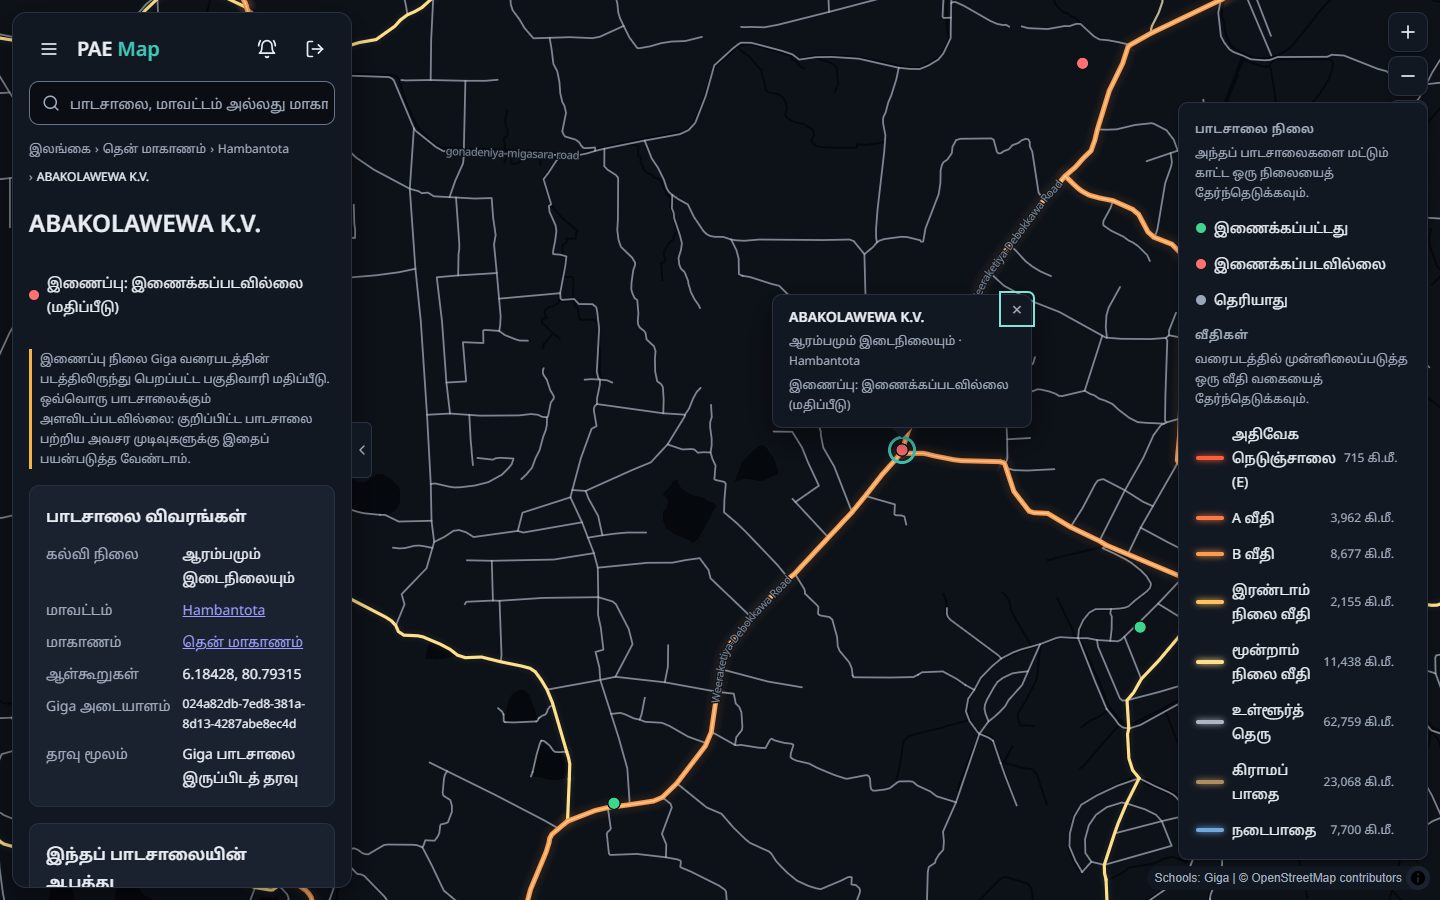 PAE Map
பாடசாலை, மாவட்டம் அல்லது மாகா
இலங்கை › தென் மாகாணம் › Hambantota
› ABAKOLAWEWA K.V.
ABAKOLAWEWA K.V.
இணைப்பு: இணைக்கப்படவில்லை
(மதிப்பீடு)
இணைப்பு நிலை Giga வரைபடத்தின்
படத்திலிருந்து பெறப்பட்ட பகுதிவாரி மதிப்பீடு.
ஒவ்வொரு பாடசாலைக்கும்
அளவிடப்படவில்லை: குறிப்பிட்ட பாடசாலை
பற்றிய அவசர முடிவுகளுக்கு இதைப்
பயன்படுத்த வேண்டாம்.
பாடசாலை விவரங்கள்
கல்வி நிலை ஆரம்பமும்
இடைநிலையும்
மாவட்டம் Hambantota
மாகாணம் தென் மாகாணம்
ஆள்கூறுகள் 6.18428, 80.79315
Giga அடையாளம் 024a82db-7ed8-381a-
8d13-4287abe8ec4d
தரவு மூலம் Giga பாடசாலை
இருப்பிடத் தரவு
இந்தப் பாடசாலையின்
gonadeniya-migasara-road
Weeraketiya-Debokkawa Road
ABAKOLAWEWA K.V.
×
ஆரம்பமும் இடைநிலையும் ·
Hambantota
இணைப்பு: இணைக்கப்படவில்லை
(மதிப்பீடு)
Weeraketiya-Debokkawa Road
+
−
பாடசாலை நிலை
அந்தப் பாடசாலைகளை மட்டும்
காட்ட ஒரு நிலையைத்
தேர்ந்தெடுக்கவும்.
இணைக்கப்பட்டது
இணைக்கப்படவில்லை
தெரியாது
வீதிகள்
வரைபடத்தில் முன்னிலைப்படுத்த
ஒரு வீதி வகையைத்
தேர்ந்தெடுக்கவும்.
அதிவேக
நெடுஞ்சாலை 715 கி.மீ.
(E)
A வீதி 3,962 கி.மீ.
B வீதி 8,677 கி.மீ.
இரண்டாம்
நிலை வீதி 2,155 கி.மீ.
மூன்றாம்
நிலை வீதி 11,438 கி.மீ.
உள்ளூர்த்
தெரு 62,759 கி.மீ.
கிராமப்
பாதை 23,068 கி.மீ.
நடைபாதை 7,700 கி.மீ.
Schools: Giga | © OpenStreetMap contributors